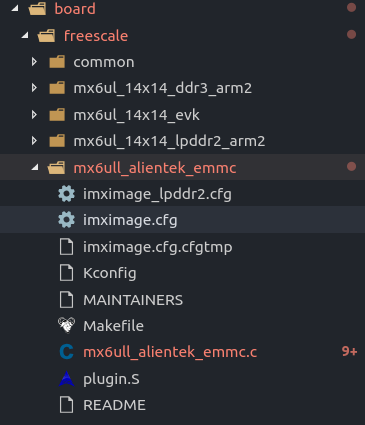 board
freescale
common
mx6ul_14x14_ddr3_arm2
mx6ul_14x14_evk
mx6ul_14x14_lpddr2_arm2
mx6ull_alientek_emmc
imximage_lpddr2.cfg
imximage.cfg
imximage.cfg.cfgtmp
Kconfig
MAINTAINERS
Makefile
C mx6ull_alientek_emmc.c 9+
plugin.S
README